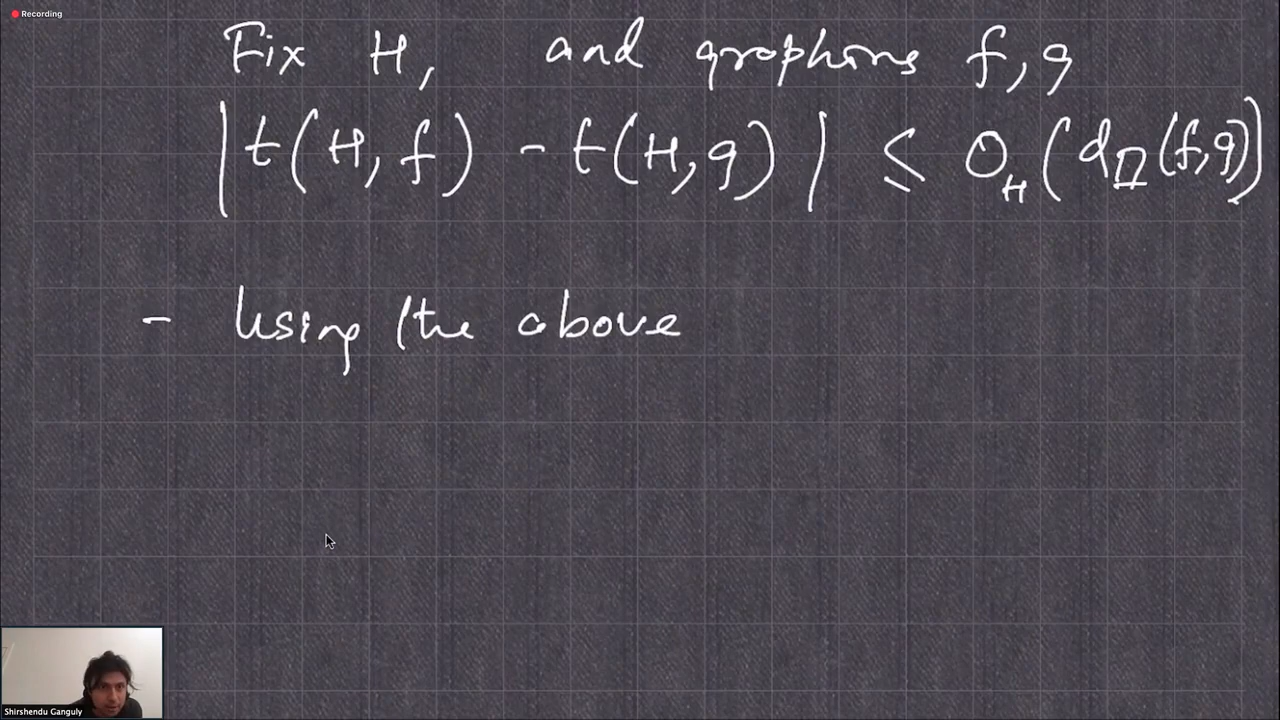 Recording
Fix H, and graphons f, g
| t(H, f) - t(H, g) | ≤ O_H(d_□(f,g))
- Using the above
Shirshendu Ganguly